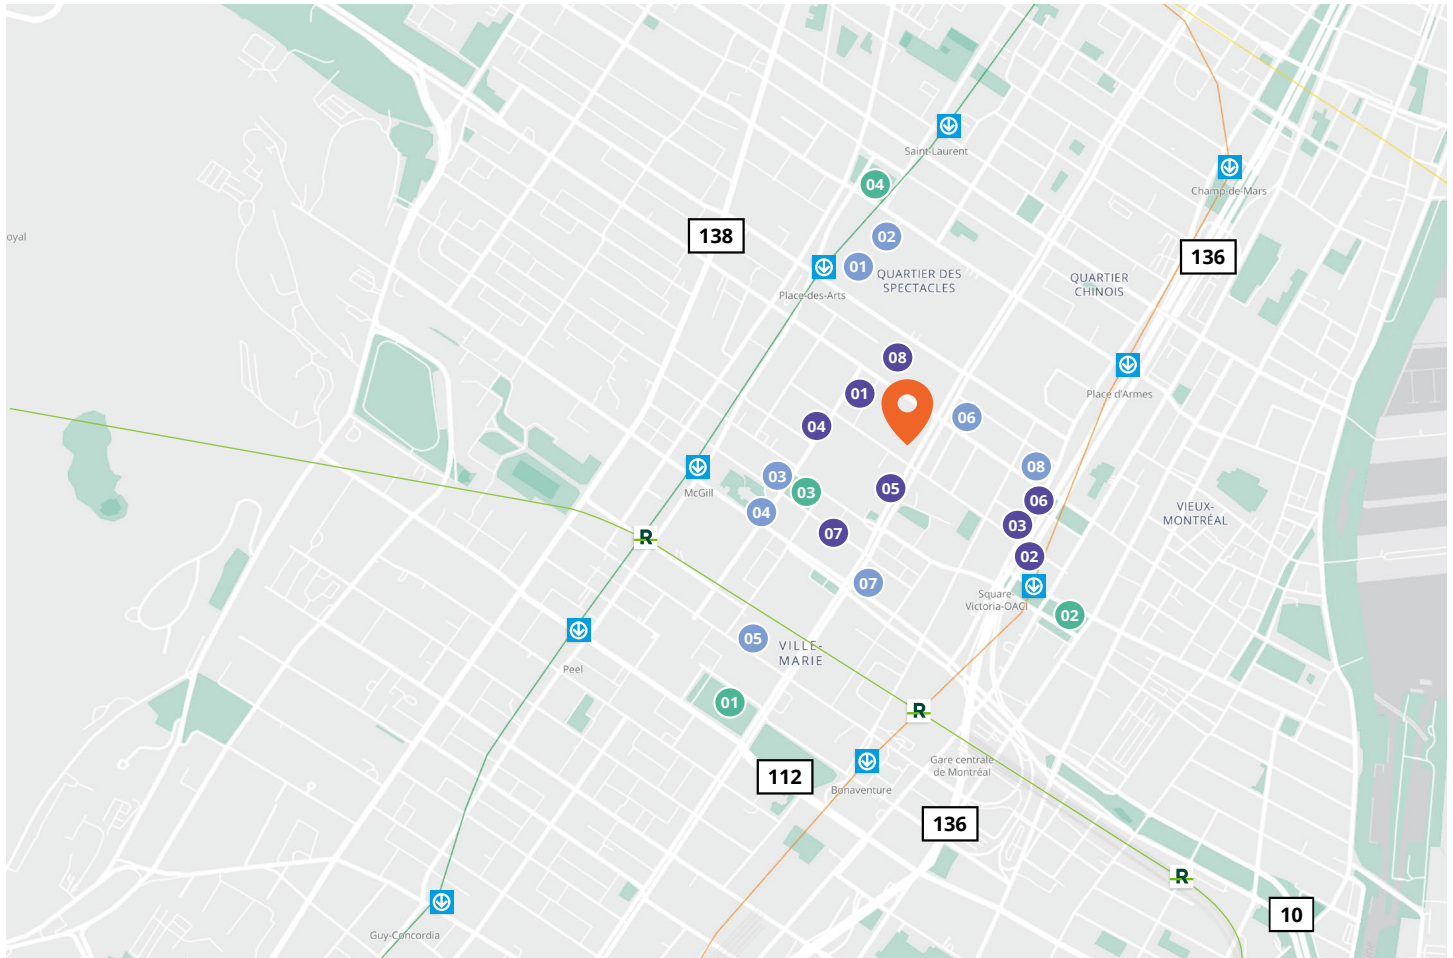 Saint-Laurent
Champ-de-Mars
04
oyal
138
02
136
01
QUARTIER DES
SPECTACLES
QUARTIER
CHINOIS
Place-des-Arts
08
01
Place d'Armes
04
06
03
08
McGill
03
05
06
04
VIEUX-
MONTRÉAL
07
03
R
02
07
Square-
Victoria-OACI
02
05
VILLE-
MARIE
Peel
01
R
112
Gare centrale
de Montréal
Bonaventure
136
R
10
Guy-Concordia